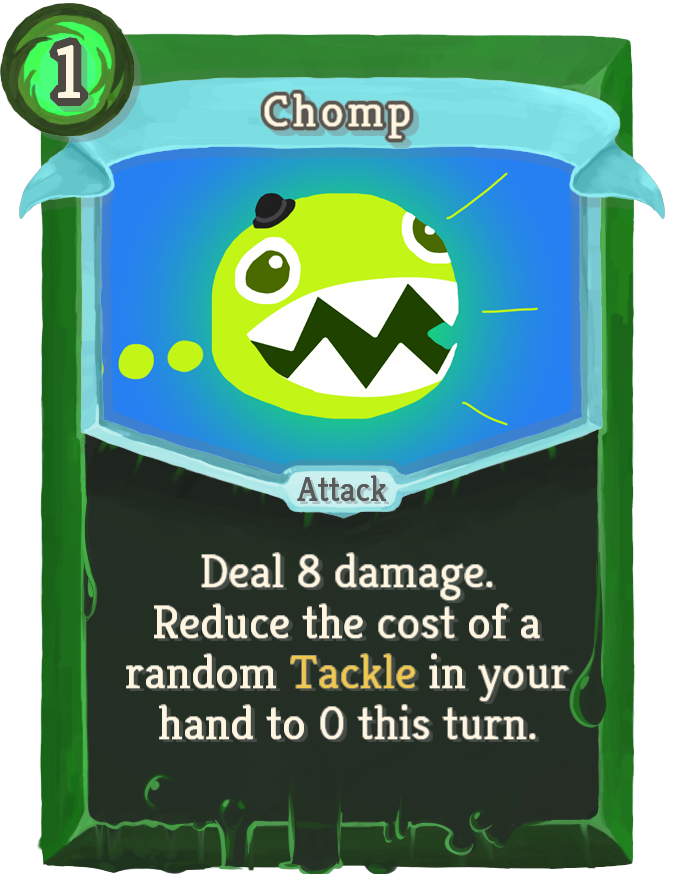 1
Chomp
Attack
Deal 8 damage.
Reduce the cost of a
random Tackle in your
hand to 0 this turn.